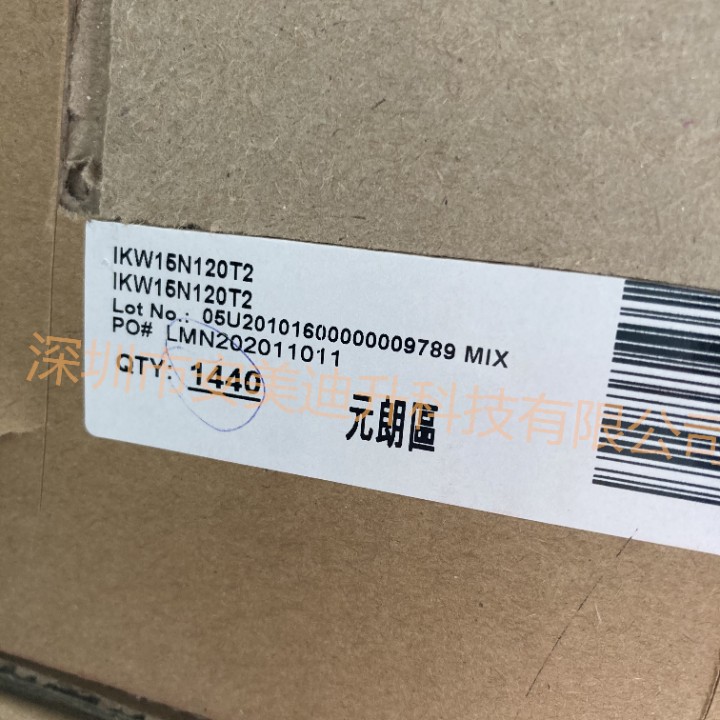 IKW15N120T2
IKW15N120T2
Lot No.: 05U20101600000009789 MIX
PO# LMN202011011
QTY: 1440
元朗區
深圳市安美迪升科技有限公司